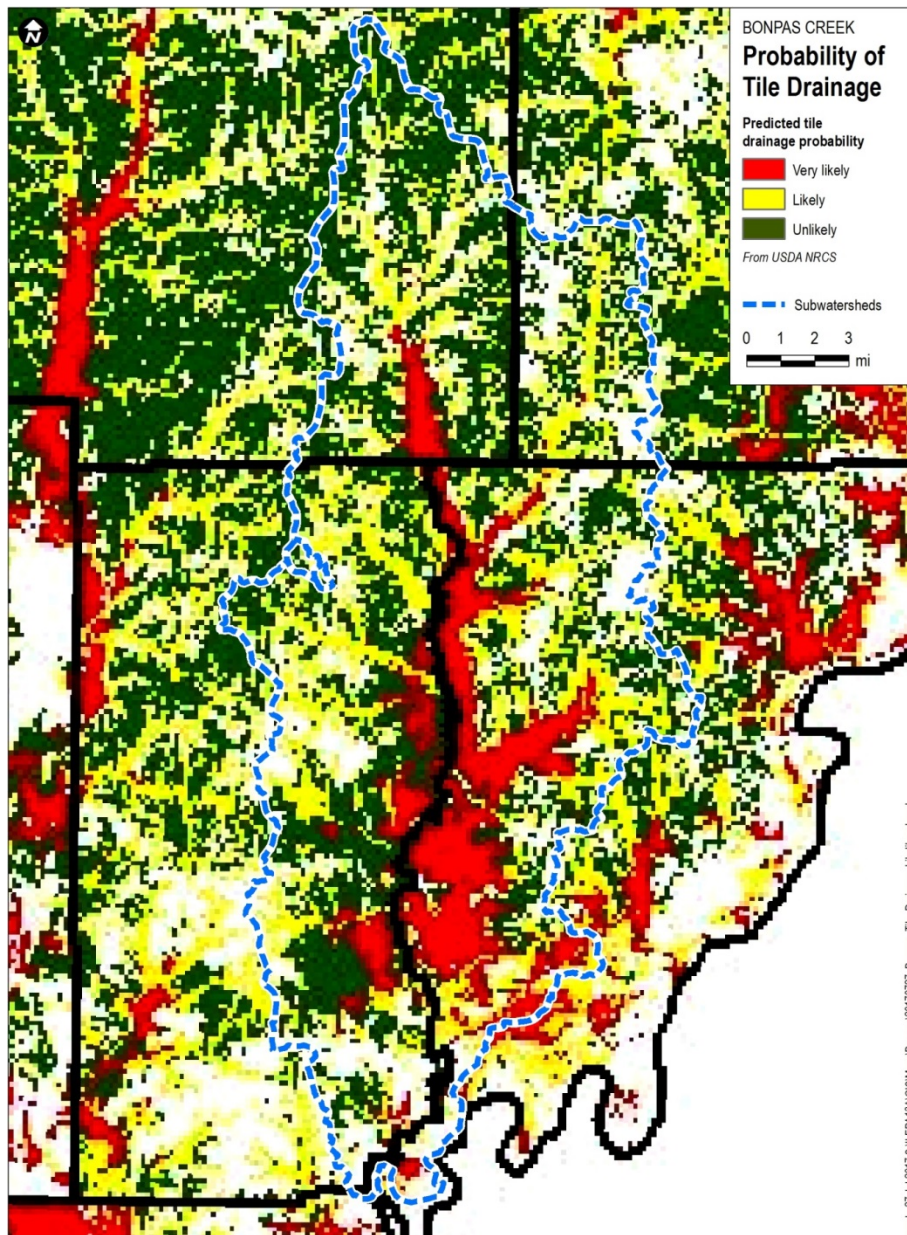 N
BONPAS CREEK
Probability of
Tile Drainage
Predicted tile
drainage probability
Very likely
Likely
Unlikely
From USDA NRCS
Subwatersheds
0 1 2 3
mi